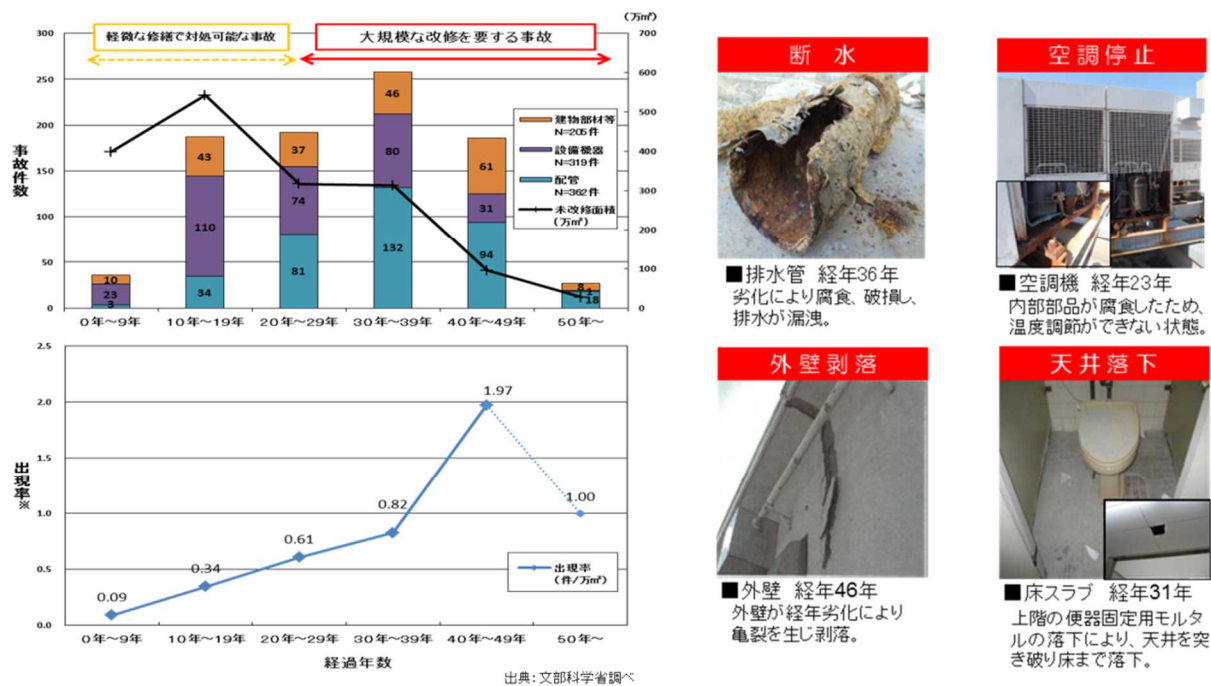 (万㎡)
軽微な修繕で対処可能な事故
大規模な改修を要する事故
事故件数
300
250
200
150
100
50
0
700
600
500
400
300
200
100
0
建物部材等
N=205件
設備機器
N=319件
配管
N=362件
未改修面積
(万㎡)
10
23
3
43
110
34
37
74
81
46
80
132
61
31
94
8
1
18
0年~9年
10年~19年
20年~29年
30年~39年
40年~49年
50年~
出現率※
2.5
2.0
1.5
1.0
0.5
0.0
0.09
0.34
0.61
0.82
1.97
1.00
出現率
(件/万㎡)
0年~9年
10年~19年
20年~29年
30年~39年
40年~49年
50年~
経過年数
出典:文部科学省調べ
断水
■排水管 経年36年
劣化により腐食、破損し、
排水が漏洩。
空調停止
■空調機 経年23年
内部部品が腐食したため、
温度調節ができない状態。
外壁剥落
■外壁 経年46年
外壁が経年劣化により
亀裂を生じ剥落。
天井落下
■床スラブ 経年31年
上階の便器固定用モルタ
ルの落下により、天井を突
き破り床まで落下。